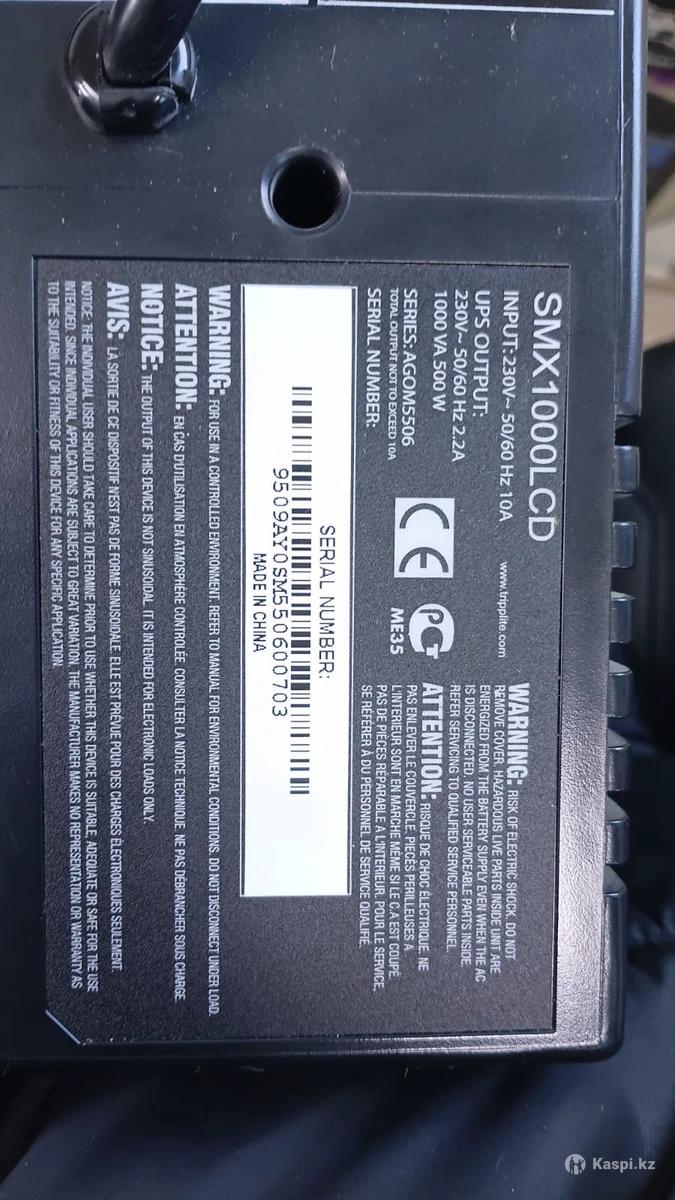 SMX1000LCD
INPUT:230V~ 50/60 Hz 10A
www.tripplite.com
UPS OUTPUT:
230V~ 50/60 Hz 2.2A
1000 VA 500 W
SERIES: AGOM5506
TOTAL OUTPUT NOT TO EXCEED 10A
SERIAL NUMBER:
CE
PG
ME35
WARNING: RISK OF ELECTRIC SHOCK. DO NOT
REMOVE COVER. HAZARDOUS LIVE PARTS INSIDE UNIT ARE
ENERGIZED FROM THE BATTERY SUPPLY EVEN WHEN THE AC
IS DISCONNECTED. NO USER SERVICEABLE PARTS INSIDE.
REFER SERVICING TO QUALIFIED SERVICE PERSONNEL.
ATTENTION: RISQUE DE CHOC ÉLECTRIQUE. NE
PAS ENLEVER LE COUVERCLE. PIECÉS PERILLEUSES A
L'INTERIEUR SONT EN MARCHE MÊME SI LE C.A EST COUPÉ.
PAS DE PIÉCES RÉPARABLE A L'INTERIEUR. POUR LE SERVICE,
SE RÉFÉRER À DU PERSONNEL DE SERVICE QUALIFIÉ.
SERIAL NUMBER:
9509AY0SM550600703
MADE IN CHINA
WARNING: FOR USE IN A CONTROLLED ENVIRONMENT. REFER TO MANUAL FOR ENVIRONMENTAL CONDITIONS. DO NOT DISCONNECT UNDER LOAD.
ATTENTION: EN CAS D'UTILISATION EN ATMOSPHÈRE CONTROLÉE. CONSULTER LA NOTICE TECHNIQUE. NE PAS DÉBRANCHER SOUS CHARGE.
NOTICE: THE OUTPUT OF THIS DEVICE IS NOT SINUSOIDAL. IT IS INTENDED FOR ELECTRONIC LOADS ONLY.
AVIS: LÀ SORTIE DE CE DISPOSITIF N'EST PAS DE FORME SINUSOIDALE. ELLE EST PRÉVUE POUR DES CHARGES ÉLECTRONIQUES SEULEMENT.
NOTICE: THE INDIVIDUAL USER SHOULD TAKE CARE TO DETERMINE PRIOR TO USE WHETHER THIS DEVICE IS SUITABLE, ADEQUATE OR SAFE FOR THE USE
INTENDED. SINCE INDIVIDUAL APPLICATIONS ARE SUBJECT TO GREAT VARIATION, THE MANUFACTURER MAKES NO REPRESENTATION OR WARRANTY AS
TO THE SUITABILITY OR FITNESS OF THIS DEVICE FOR ANY SPECIFIC APPLICATION.
Kaspi.kz